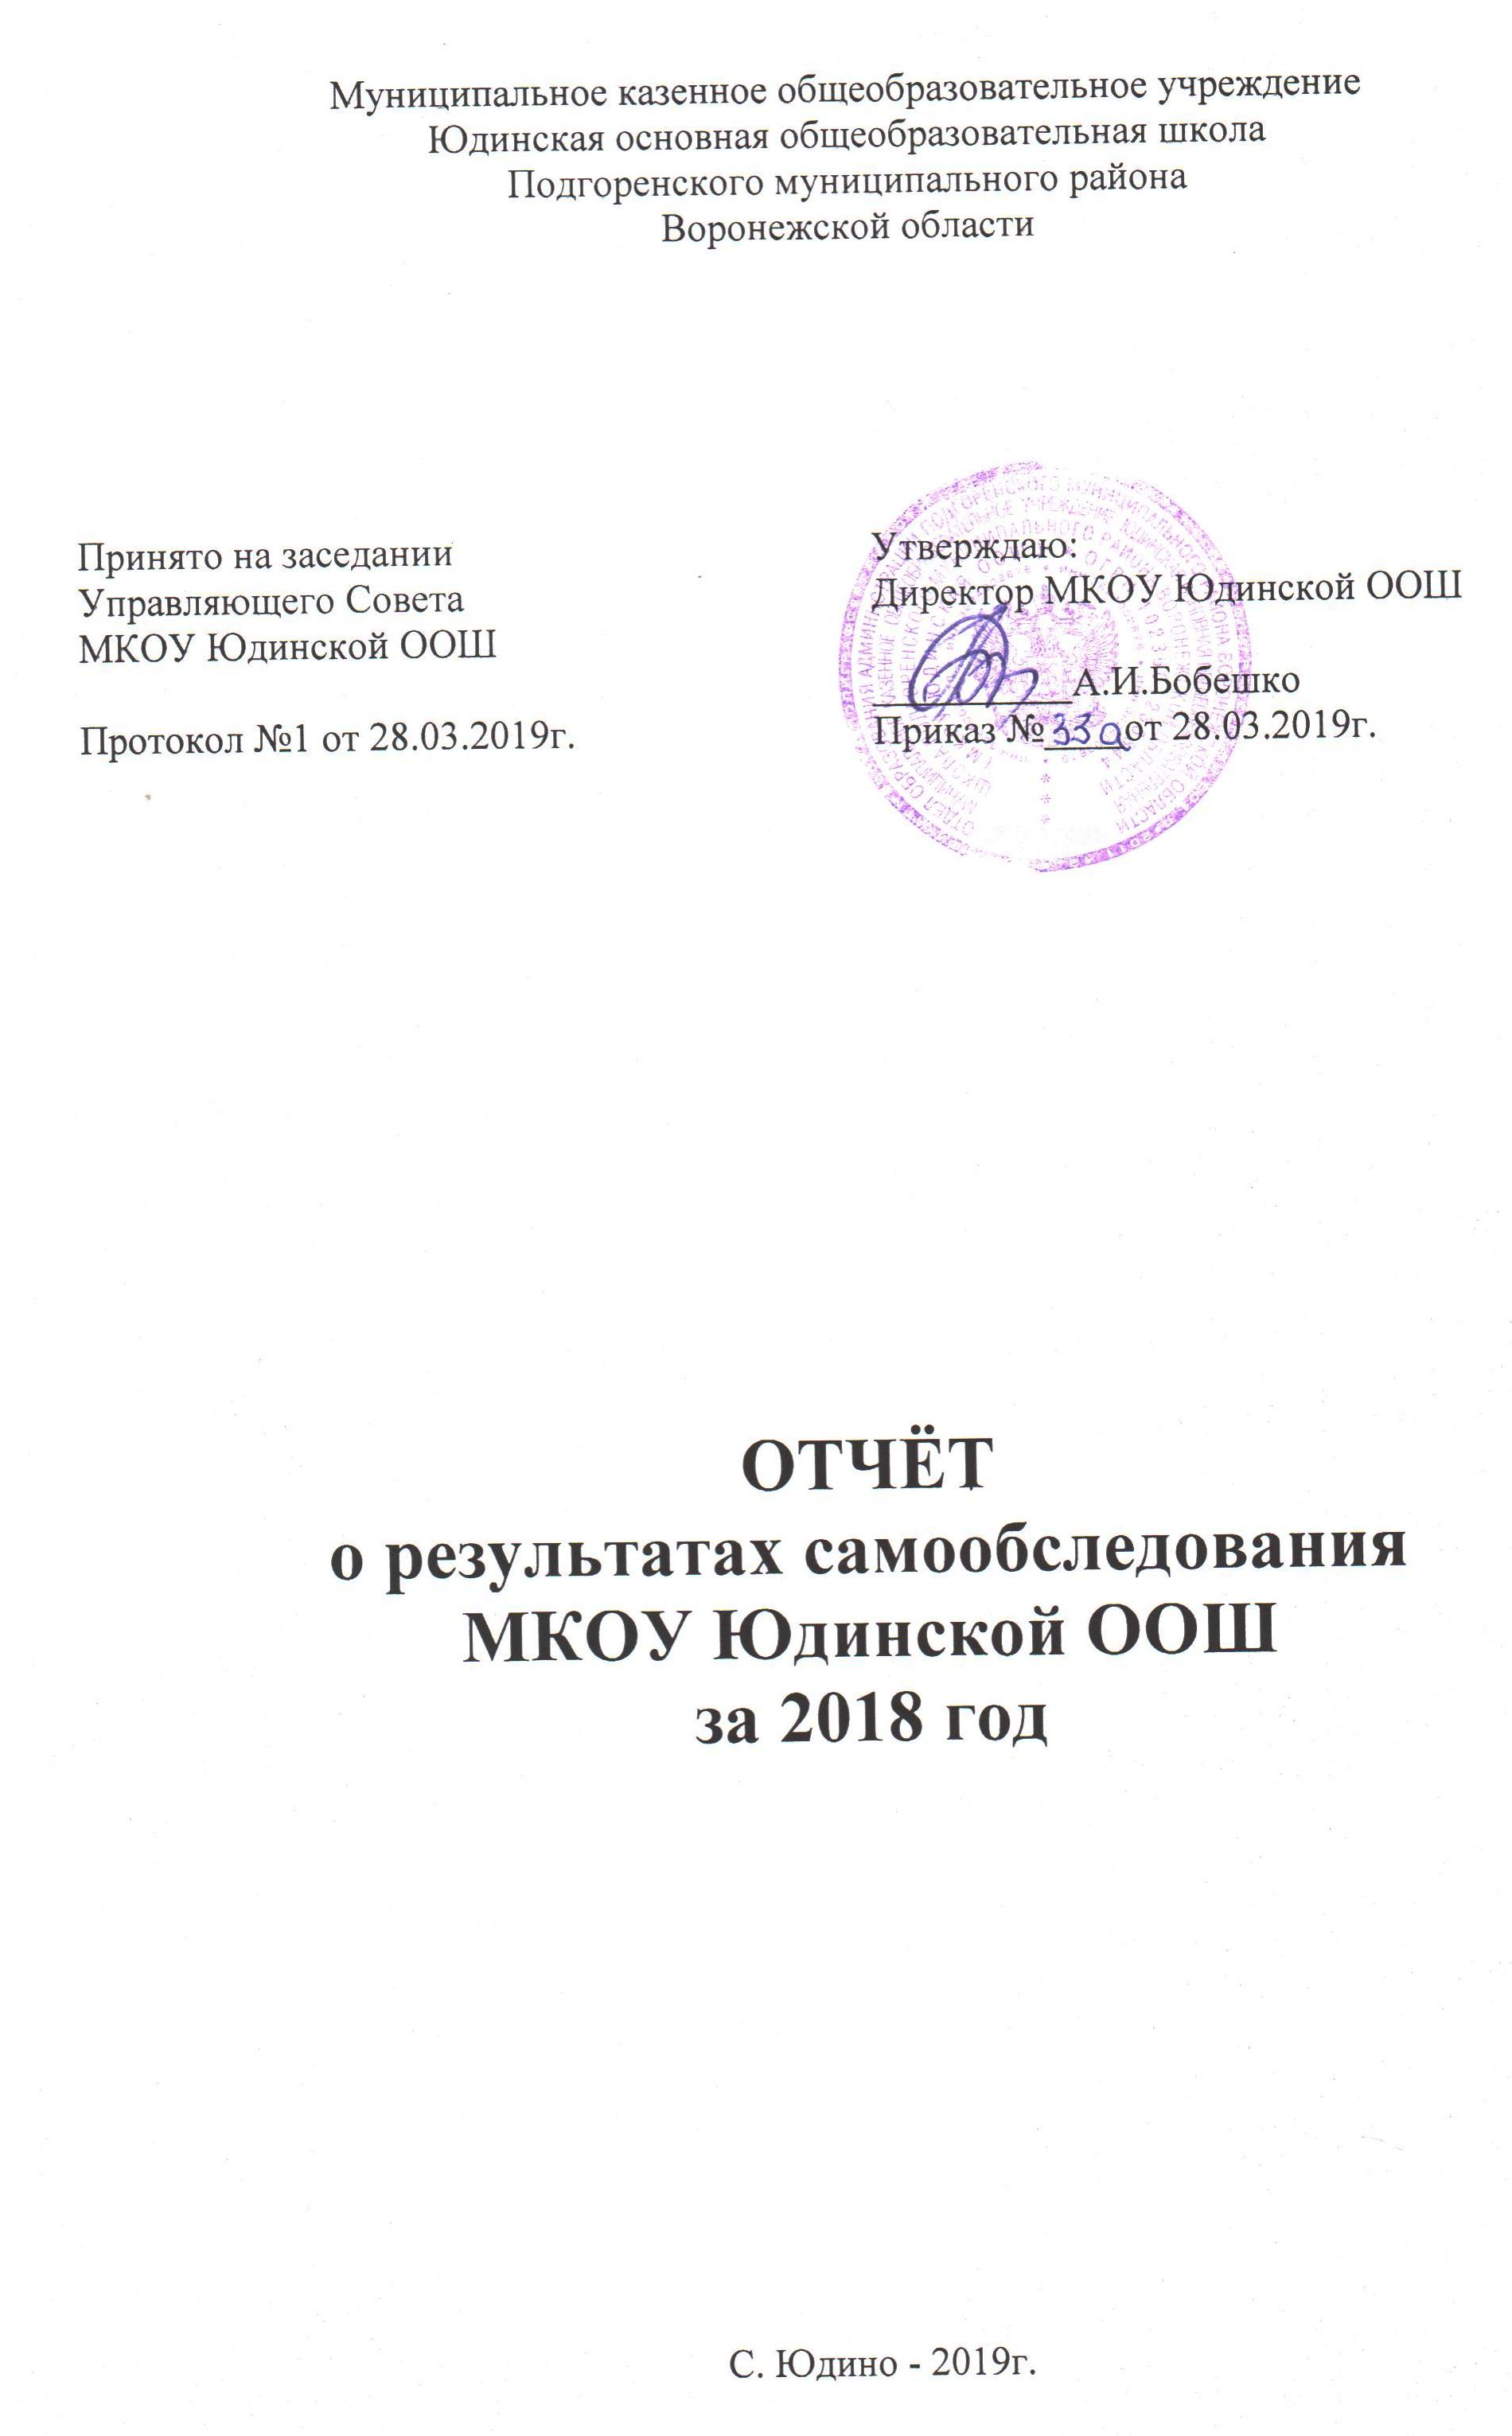 Муниципальное казенное общеобразовательное учреждение
Юдинская основная общеобразовательная школа
Подгоренского муниципального района
Воронежской области
Принято на заседании
Управляющего Совета
МКОУ Юдинской ООШ
Протокол №1 от 28.03.2019г.
Утверждаю:
Директор МКОУ Юдинской ООШ
А.И.Бобешко
Приказ № 33а от 28.03.2019г.
ОТЧЁТ
о результатах самообследования
МКОУ Юдинской ООШ
за 2018 год
С. Юдино - 2019г.